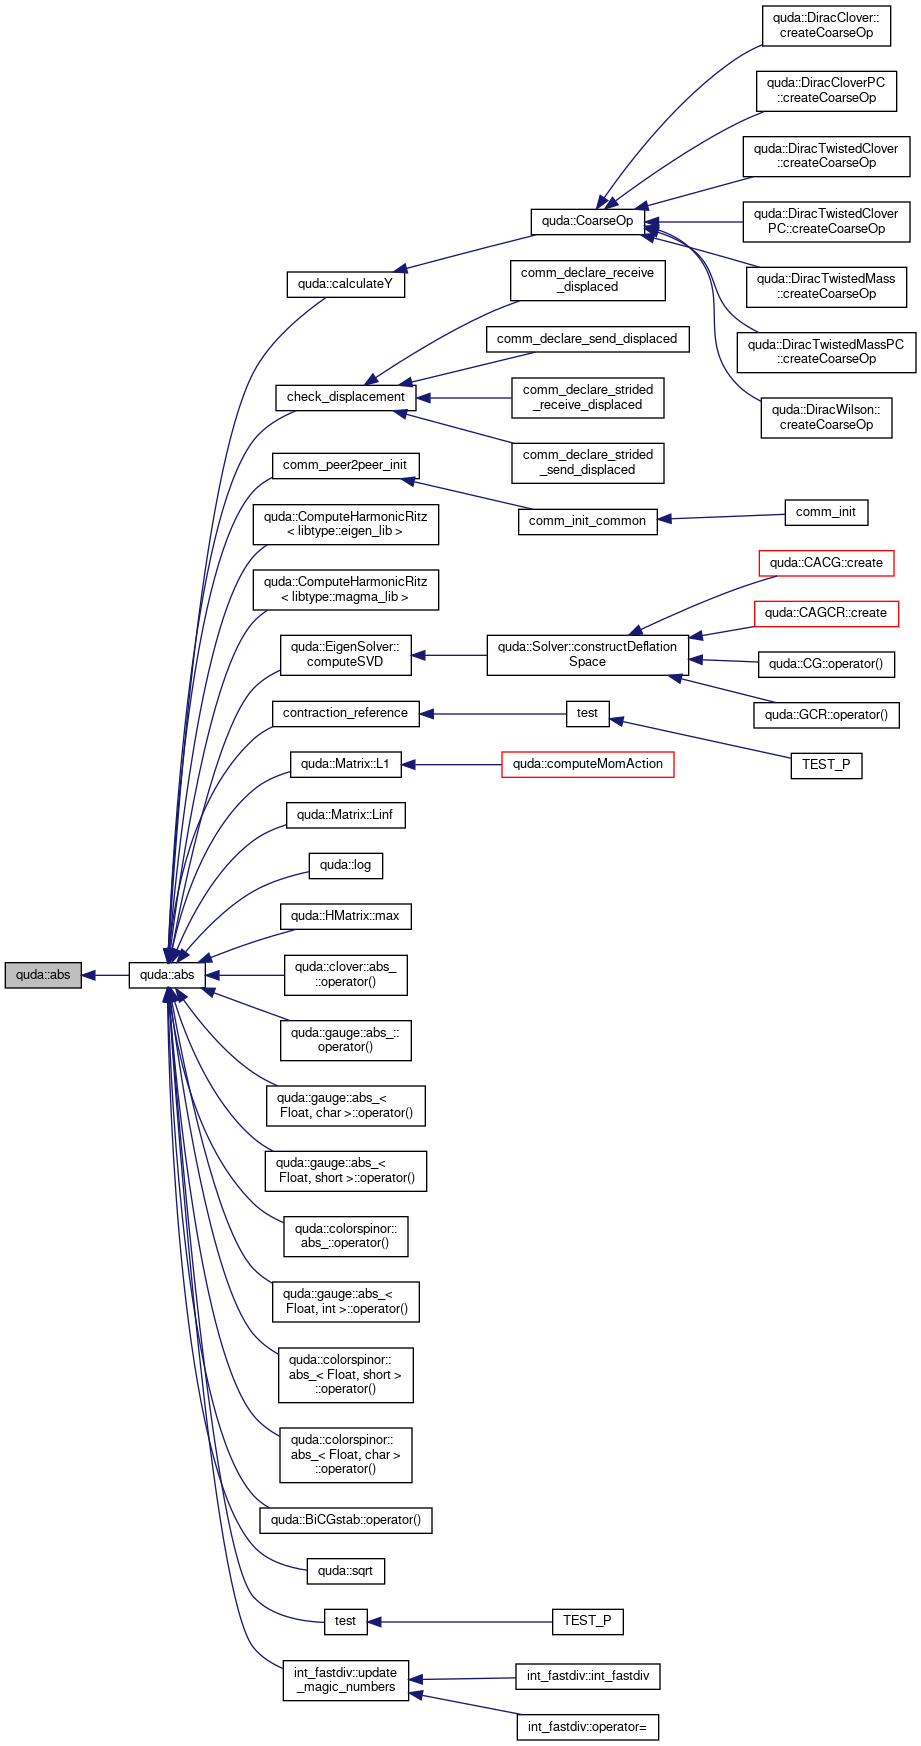 quda::DiracClover::
createCoarseOp
quda::DiracCloverPC
::createCoarseOp
quda::DiracTwistedClover
::createCoarseOp
quda::CoarseOp
quda::DiracTwistedClover
PC::createCoarseOp
quda::calculateY
comm_declare_receive
_displaced
quda::DiracTwistedMass
::createCoarseOp
comm_declare_send_displaced
quda::DiracTwistedMassPC
::createCoarseOp
check_displacement
comm_declare_strided
_receive_displaced
quda::DiracWilson::
createCoarseOp
comm_declare_strided
_send_displaced
comm_peer2peer_init
comm_init_common
comm_init
quda::ComputeHarmonicRitz
< libtype::eigen_lib >
quda::CACG::create
quda::ComputeHarmonicRitz
< libtype::magma_lib >
quda::CAGCR::create
quda::EigenSolver::
computeSVD
quda::Solver::constructDeflation
Space
quda::CG::operator()
quda::GCR::operator()
contraction_reference
test
TEST_P
quda::Matrix::L1
quda::computeMomAction
quda::Matrix::Linf
quda::log
quda::HMatrix::max
quda::abs
quda::abs
quda::clover::abs_
::operator()
quda::gauge::abs_::
operator()
quda::gauge::abs_<
Float, char >::operator()
quda::gauge::abs_<
Float, short >::operator()
quda::colorspinor::
abs_::operator()
quda::gauge::abs_<
Float, int >::operator()
quda::colorspinor::
abs_< Float, short >
::operator()
quda::colorspinor::
abs_< Float, char >
::operator()
quda::BiCGstab::operator()
quda::sqrt
test
TEST_P
int_fastdiv::update
_magic_numbers
int_fastdiv::int_fastdiv
int_fastdiv::operator=